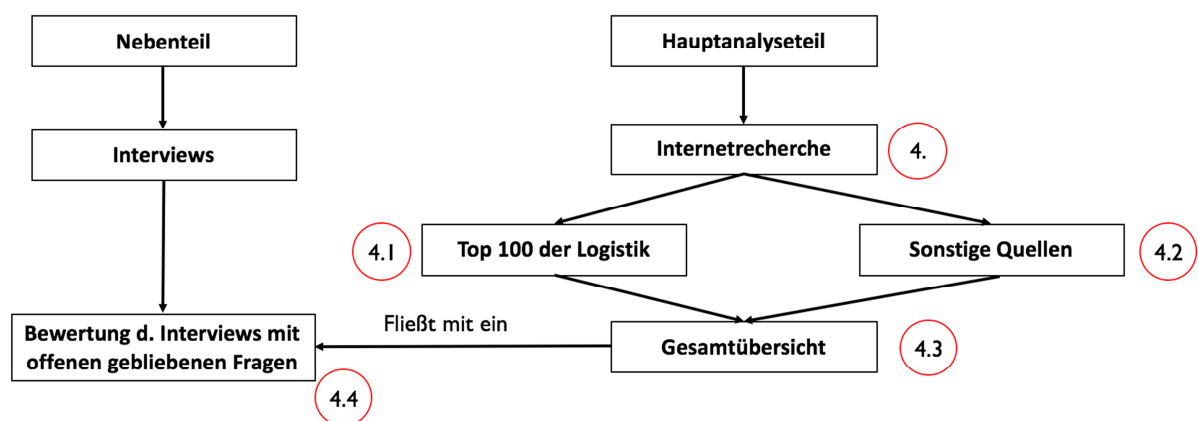 Nebenteil
Hauptanalyseteil
Interviews
Internetrecherche
4.
4.1
Top 100 der Logistik
Sonstige Quellen
4.2
Bewertung d. Interviews mit
offenen gebliebenen Fragen
Fließt mit ein
Gesamtübersicht
4.3
4.4